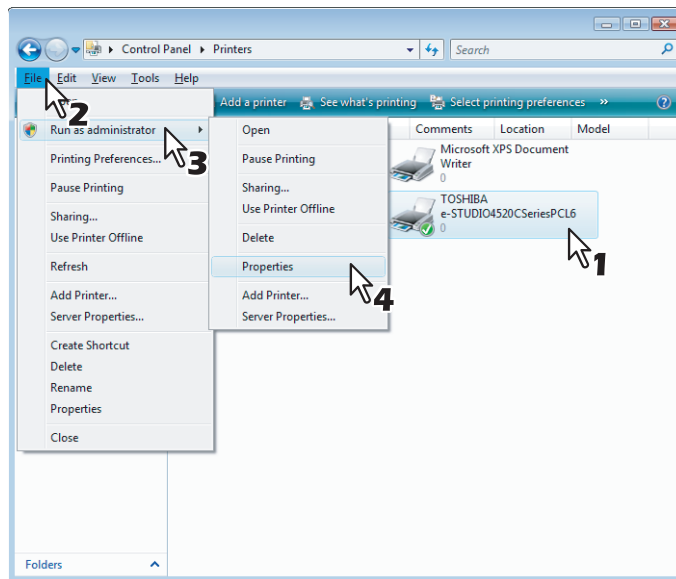 Control Panel
Printers
Search
File Edit View Tools Help
Add a printer See what's printing Select printing preferences »
2
Run as administrator
3
Printing Preferences...
Pause Printing
Sharing...
Use Printer Offline
Refresh
Add Printer...
Server Properties...
Create Shortcut
Delete
Rename
Properties
Close
Open
Pause Printing
Sharing...
Use Printer Offline
Delete
Properties
4
Add Printer...
Server Properties...
Comments Location Model
Microsoft XPS Document
Writer
0
TOSHIBA
e-STUDIO4520CSeriesPCL6
0
1
Folders